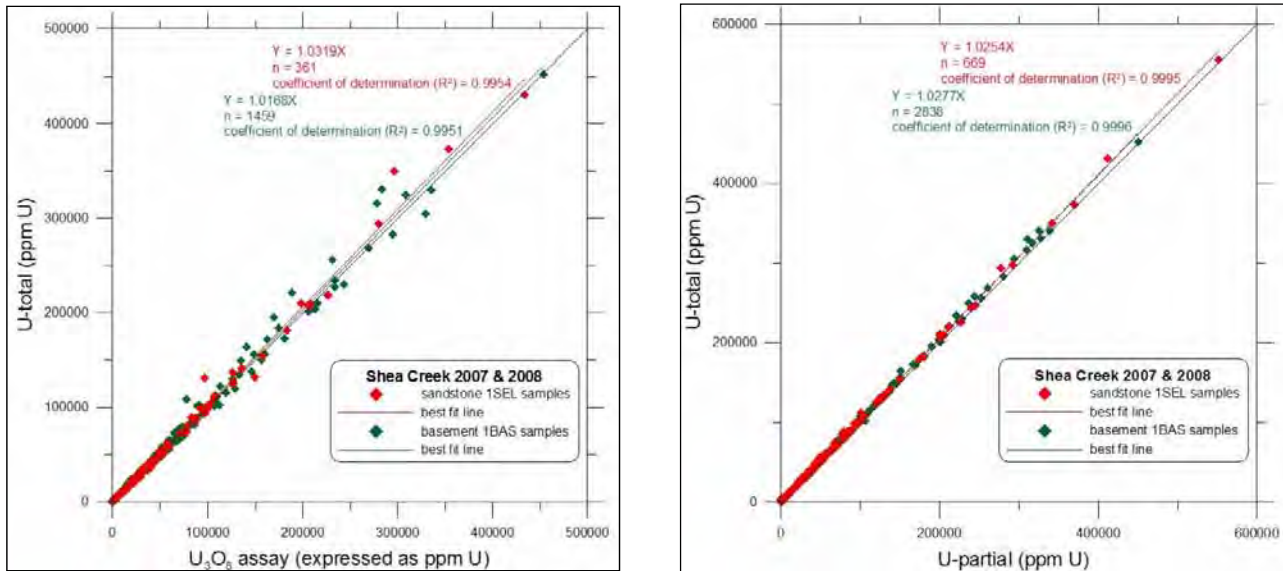 500000
400000
300000
200000
100000
0
U-total (ppm U)
Y = 1.0319X
n = 361
coefficient of determination (R²) = 0.9954
Y = 1.0168X
n = 1459
coefficient of determination (R²) = 0.9951
Shea Creek 2007 & 2008
sandstone 1SEL samples
best fit line
basement 1BAS samples
best fit line
0 100000 200000 300000 400000 500000
U₃O₈ assay (expressed as ppm U)
600000
400000
200000
0
U-total (ppm U)
Y = 1.0254X
n = 669
coefficient of determination (R²) = 0.9995
Y = 1.0277X
n = 2838
coefficient of determination (R²) = 0.9996
Shea Creek 2007 & 2008
sandstone 1SEL samples
best fit line
basement 1BAS samples
best fit line
0 200000 400000 600000
U-partial (ppm U)